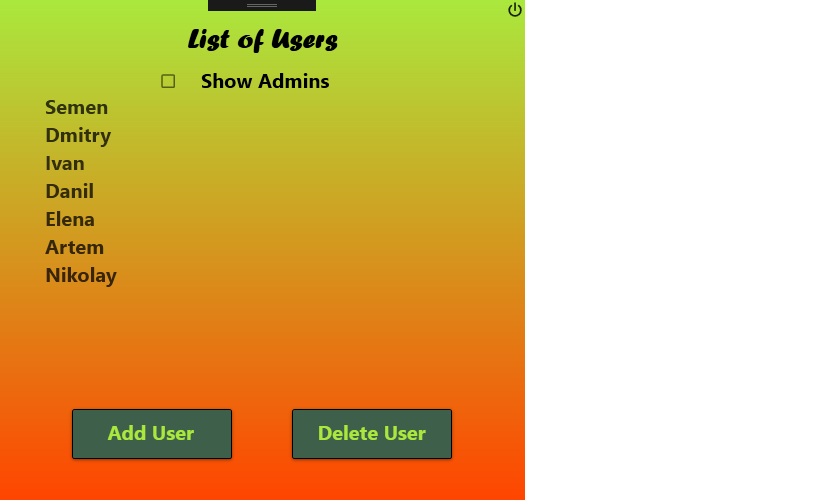 List of Users
Show Admins
Semen
Dmitry
Ivan
Danil
Elena
Artem
Nikolay
Add User
Delete User